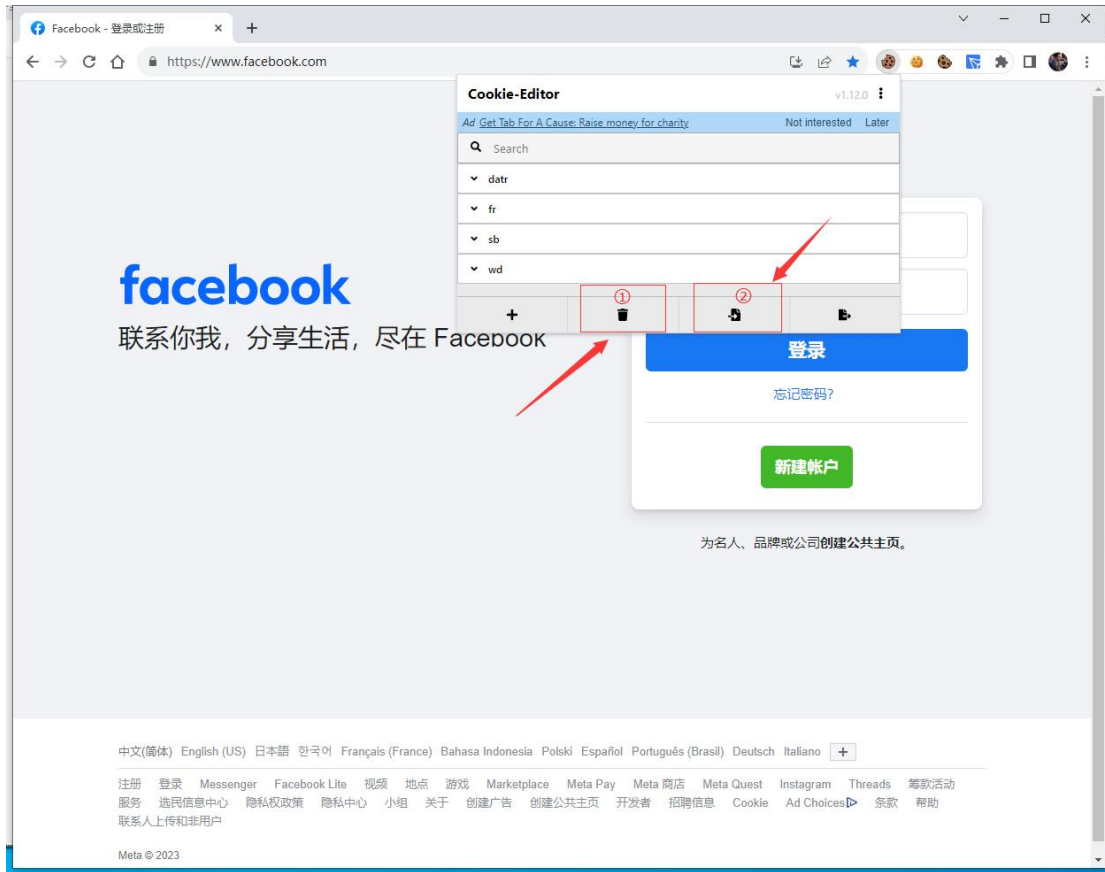 Facebook - 登录或注册
https://www.facebook.com
Cookie-Editor v1.12.0
Ad Get Tab For A Cause: Raise money for charity Not interested Later
Search
datr
fr
sb
wd
① ②
facebook
联系你我，分享生活，尽在 Facebook
登录
忘记密码?
新建帐户
为名人、品牌或公司创建公共主页。
中文(简体) English (US) 日本語 한국어 Français (France) Bahasa Indonesia Polski Español Português (Brasil) Deutsch Italiano
注册 登录 Messenger Facebook Lite 视频 地点 游戏 Marketplace Meta Pay Meta 商店 Meta Quest Instagram Threads 筹款活动
服务 选民信息中心 隐私权政策 隐私中心 小组 关于 创建广告 创建公共主页 开发者 招聘信息 Cookie Ad Choices 条款 帮助
联系人上传和非用户
Meta © 2023